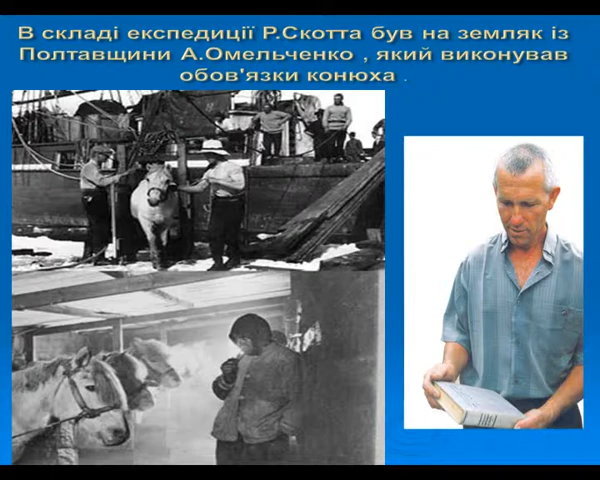 В складі експедиції Р.Скотта був на земляк із
Полтавщини А.Омельченко , який виконував
обов'язки конюха .